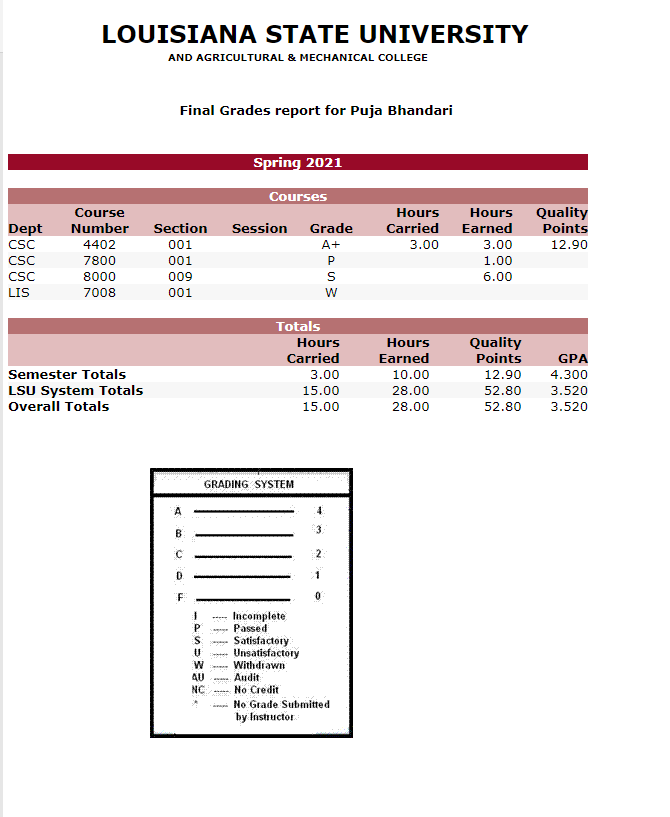 LOUISIANA STATE UNIVERSITY
AND AGRICULTURAL & MECHANICAL COLLEGE
Final Grades report for Puja Bhandari
Spring 2021
Courses
Dept Course Number Section Session Grade Hours Carried Hours Earned Quality Points
CSC 4402 001 A+ 3.00 3.00 12.90
CSC 7800 001 P 1.00
CSC 8000 009 S 6.00
LIS 7008 001 W
Totals
Hours Carried Hours Earned Quality Points GPA
Semester Totals 3.00 10.00 12.90 4.300
LSU System Totals 15.00 28.00 52.80 3.520
Overall Totals 15.00 28.00 52.80 3.520
GRADING SYSTEM
A 4
B 3
C 2
D 1
F 0
I ---- Incomplete
P ---- Passed
S ---- Satisfactory
U ---- Unsatisfactory
W ---- Withdrawn
AU ---- Audit
NC ---- No Credit
* ---- No Grade Submitted
by Instructor